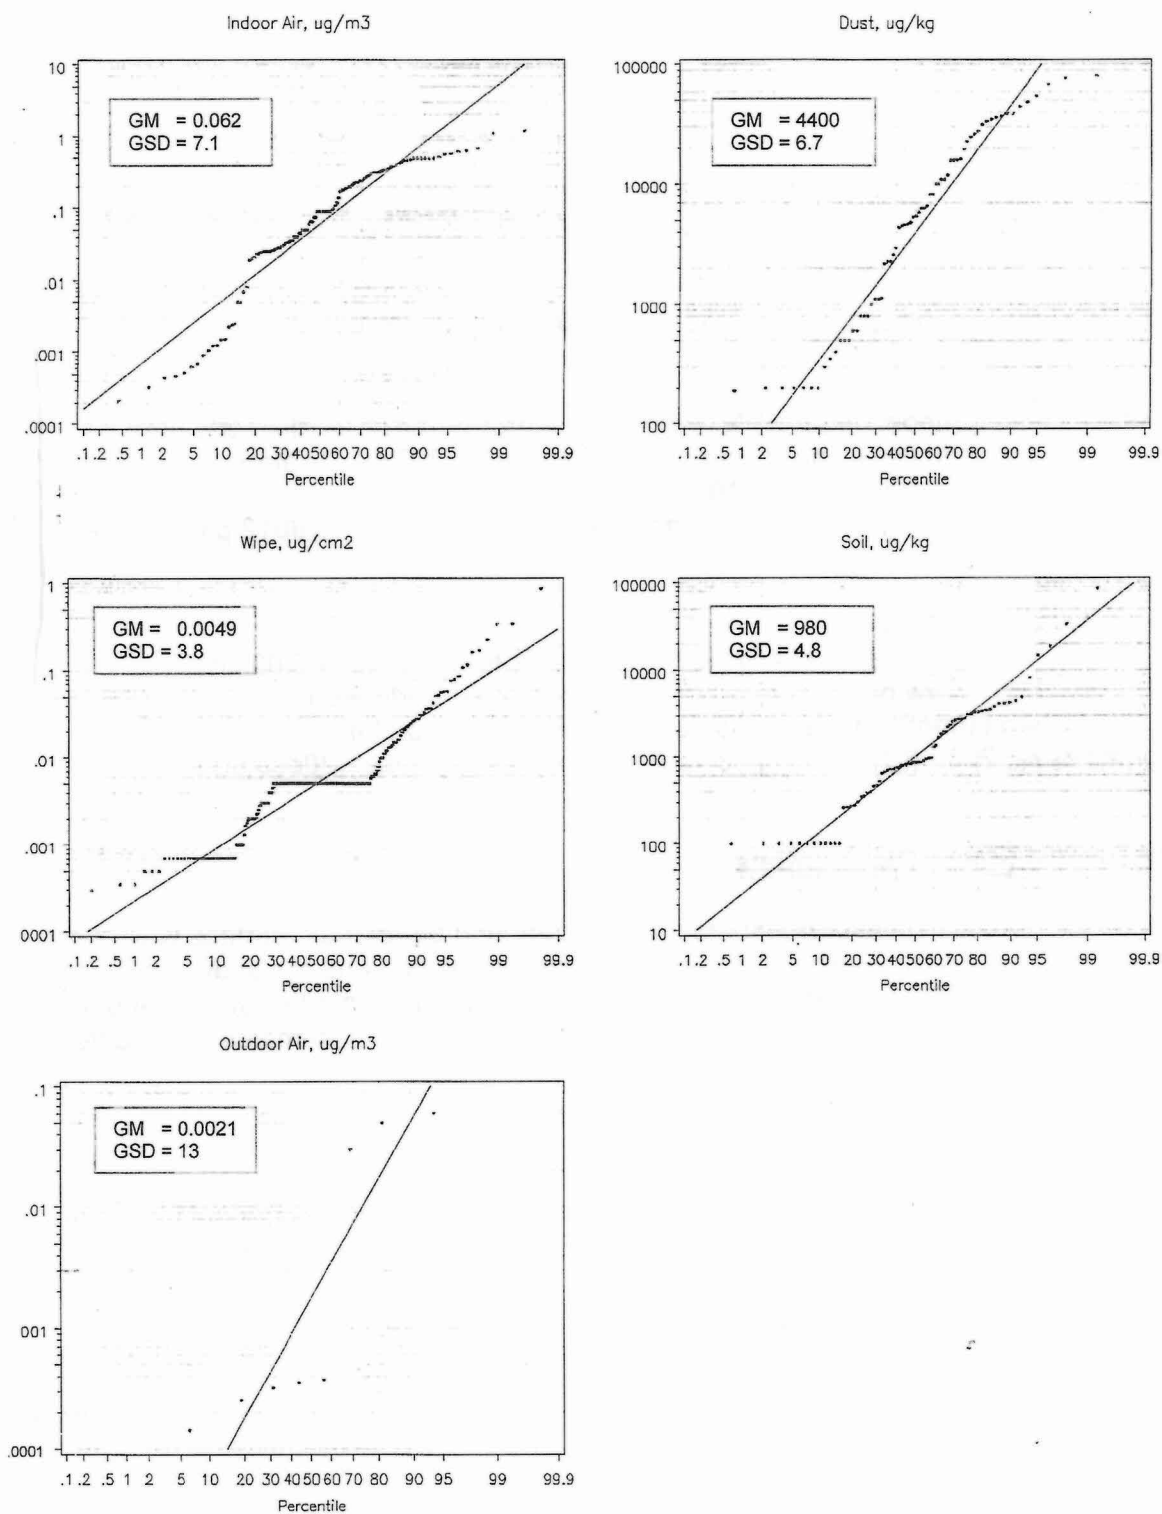 Indoor Air, ug/m3
GM = 0.062
GSD = 7.1
10
1
.1
.01
.001
.0001
.1 .2 .5 1 2 5 10 20 30 40 50 60 70 80 90 95 99 99.9
Percentile
Dust, ug/kg
GM = 4400
GSD = 6.7
100000
10000
1000
100
.1 .2 .5 1 2 5 10 20 30 40 50 60 70 80 90 95 99 99.9
Percentile
Wipe, ug/cm2
GM = 0.0049
GSD = 3.8
1
.1
.01
.001
0001
.1 .2 .5 1 2 5 10 20 30 40 50 60 70 80 90 95 99 99.9
Percentile
Soil, ug/kg
GM = 980
GSD = 4.8
100000
10000
1000
100
10
.1 .2 .5 1 2 5 10 20 30 40 50 60 70 80 90 95 99 99.9
Percentile
Outdoor Air, ug/m3
GM = 0.0021
GSD = 13
.1
.01
001
.0001
.1 .2 .5 1 2 5 10 20 30 40 50 60 70 80 90 95 99 99.9
Percentile